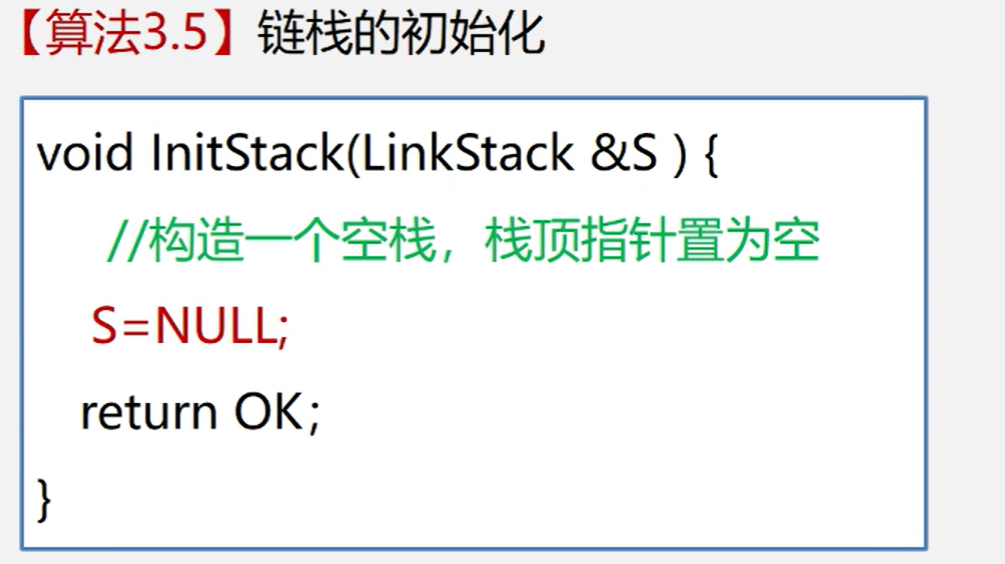 【算法3.5】链栈的初始化
void InitStack(LinkStack &S ) {
//构造一个空栈，栈顶指针置为空
S=NULL;
return OK;
}